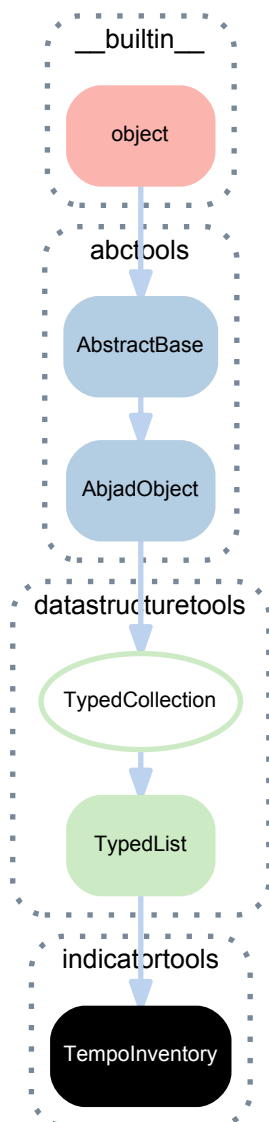 __builtin__
object
abctools
AbstractBase
AbjadObject
datastructuretools
TypedCollection
TypedList
indicatortools
TempoInventory